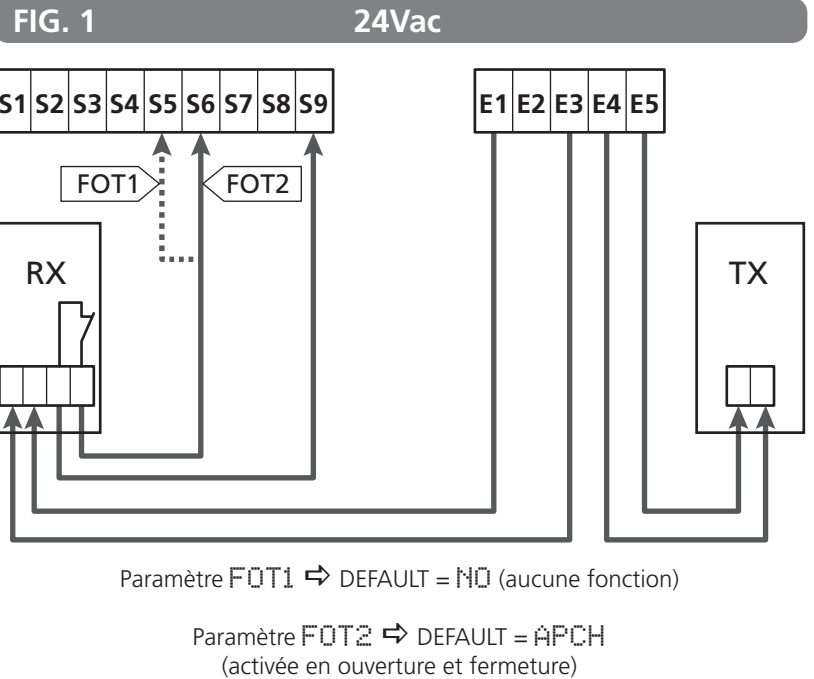 FIG. 1 24Vac
S1 S2 S3 S4 S5 S6 S7 S8 S9 E1 E2 E3 E4 E5
FOT1 FOT2
RX TX
Paramètre FOT1 ➪ DEFAULT = NO (aucune fonction)
Paramètre FOT2 ➪ DEFAULT = APCH
(activée en ouverture et fermeture)